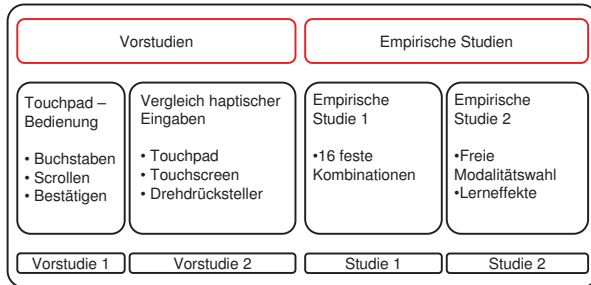 Vorstudien
Empirische Studien
Touchpad –
Bedienung
• Buchstaben
• Scrollen
• Bestätigen
Vergleich haptischer
Eingaben
• Touchpad
• Touchscreen
• Drehdrücksteller
Empirische
Studie 1
•16 feste
Kombinationen
Empirische
Studie 2
•Freie
Modalitätswahl
•Lerneffekte
Vorstudie 1
Vorstudie 2
Studie 1
Studie 2